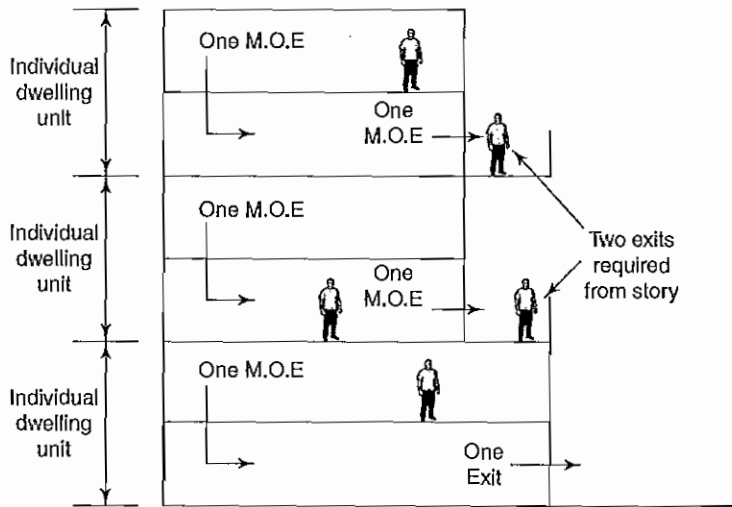 Individual
dwelling
unit
One M.O.E
One
M.O.E
Individual
dwelling
unit
One M.O.E
One
M.O.E
Two exits
required
from story
Individual
dwelling
unit
One M.O.E
One
Exit